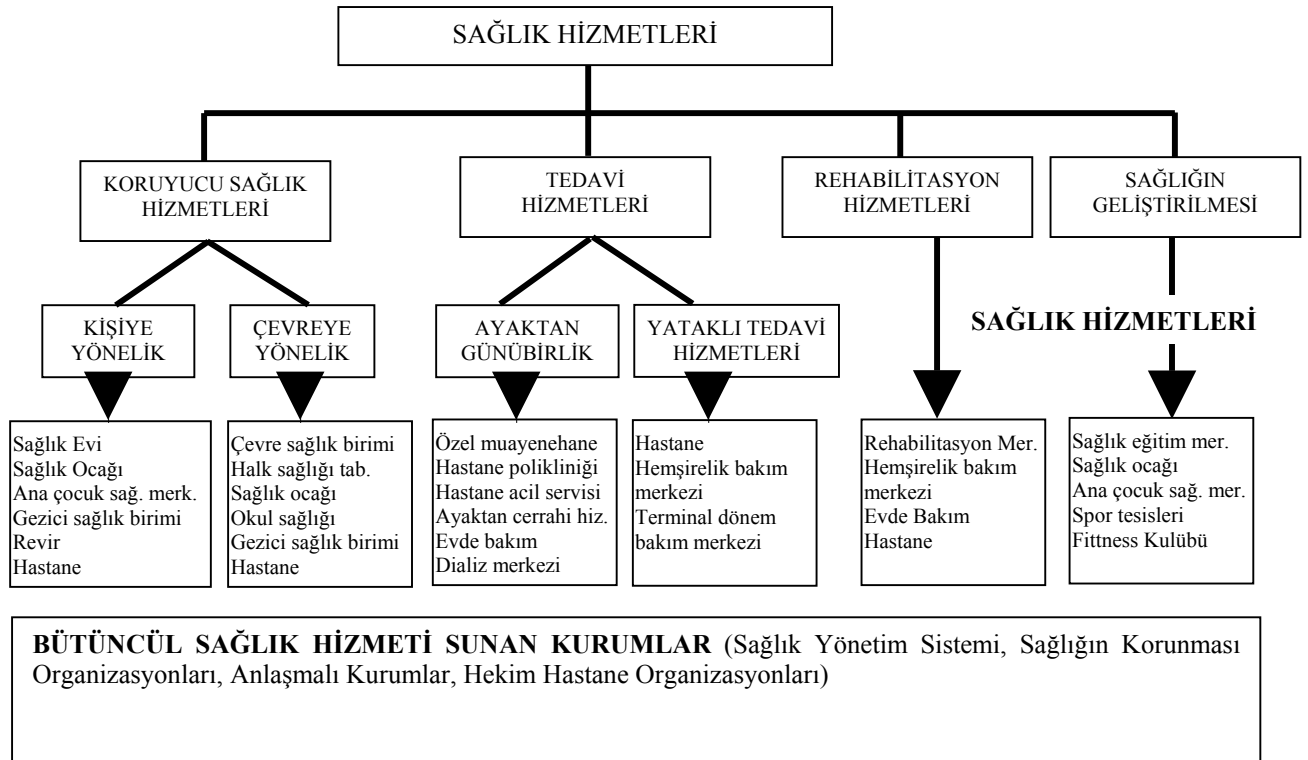 SAĞLIK HİZMETLERİ
KORUYUCU SAĞLIK
HİZMETLERİ
TEDAVİ
HİZMETLERİ
REHABİLİTASYON
HİZMETLERİ
SAĞLIĞIN
GELİŞTİRİLMESİ
KİŞİYE
YÖNELİK
ÇEVREYE
YÖNELİK
AYAKTAN
GÜNÜBİRLİK
YATAKLI TEDAVİ
HİZMETLERİ
SAĞLIK HİZMETLERİ
Sağlık Evi
Sağlık Ocağı
Ana çocuk sağ. merk.
Gezici sağlık birimi
Revir
Hastane
Çevre sağlık birimi
Halk sağlığı tab.
Sağlık ocağı
Okul sağlığı
Gezici sağlık birimi
Hastane
Özel muayenehane
Hastane polikliniği
Hastane acil servisi
Ayaktan cerrahi hiz.
Evde bakım
Dializ merkezi
Hastane
Hemşirelik bakım
merkezi
Terminal dönem
bakım merkezi
Rehabilitasyon Mer.
Hemşirelik bakım
merkezi
Evde Bakım
Hastane
Sağlık eğitim mer.
Sağlık ocağı
Ana çocuk sağ. mer.
Spor tesisleri
Fittness Kulübü
BÜTÜNCÜL SAĞLIK HİZMETİ SUNAN KURUMLAR (Sağlık Yönetim Sistemi, Sağlığın Korunması
Organizasyonları, Anlaşmalı Kurumlar, Hekim Hastane Organizasyonları)